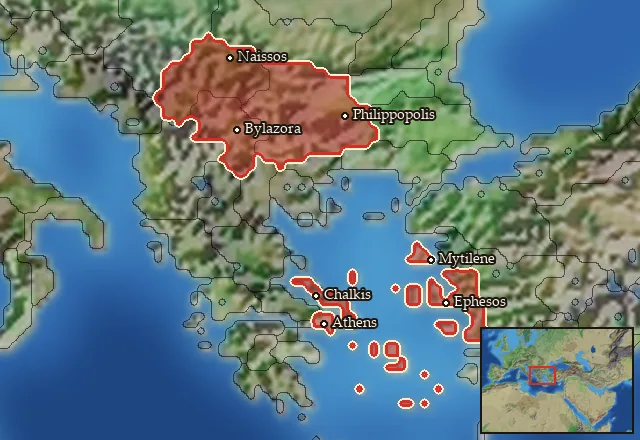 Naissos
Philippopolis
Bylazora
Mytilene
Chalkis
Ephesos
Athens